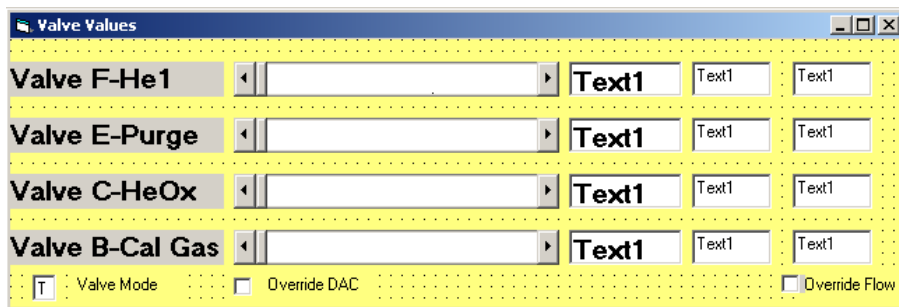 Valve Values
Valve F-He1 Text1 Text1 Text1
Valve E-Purge Text1 Text1 Text1
Valve C-HeOx Text1 Text1 Text1
Valve B-Cal Gas Text1 Text1 Text1
T Valve Mode Override DAC Override Flow